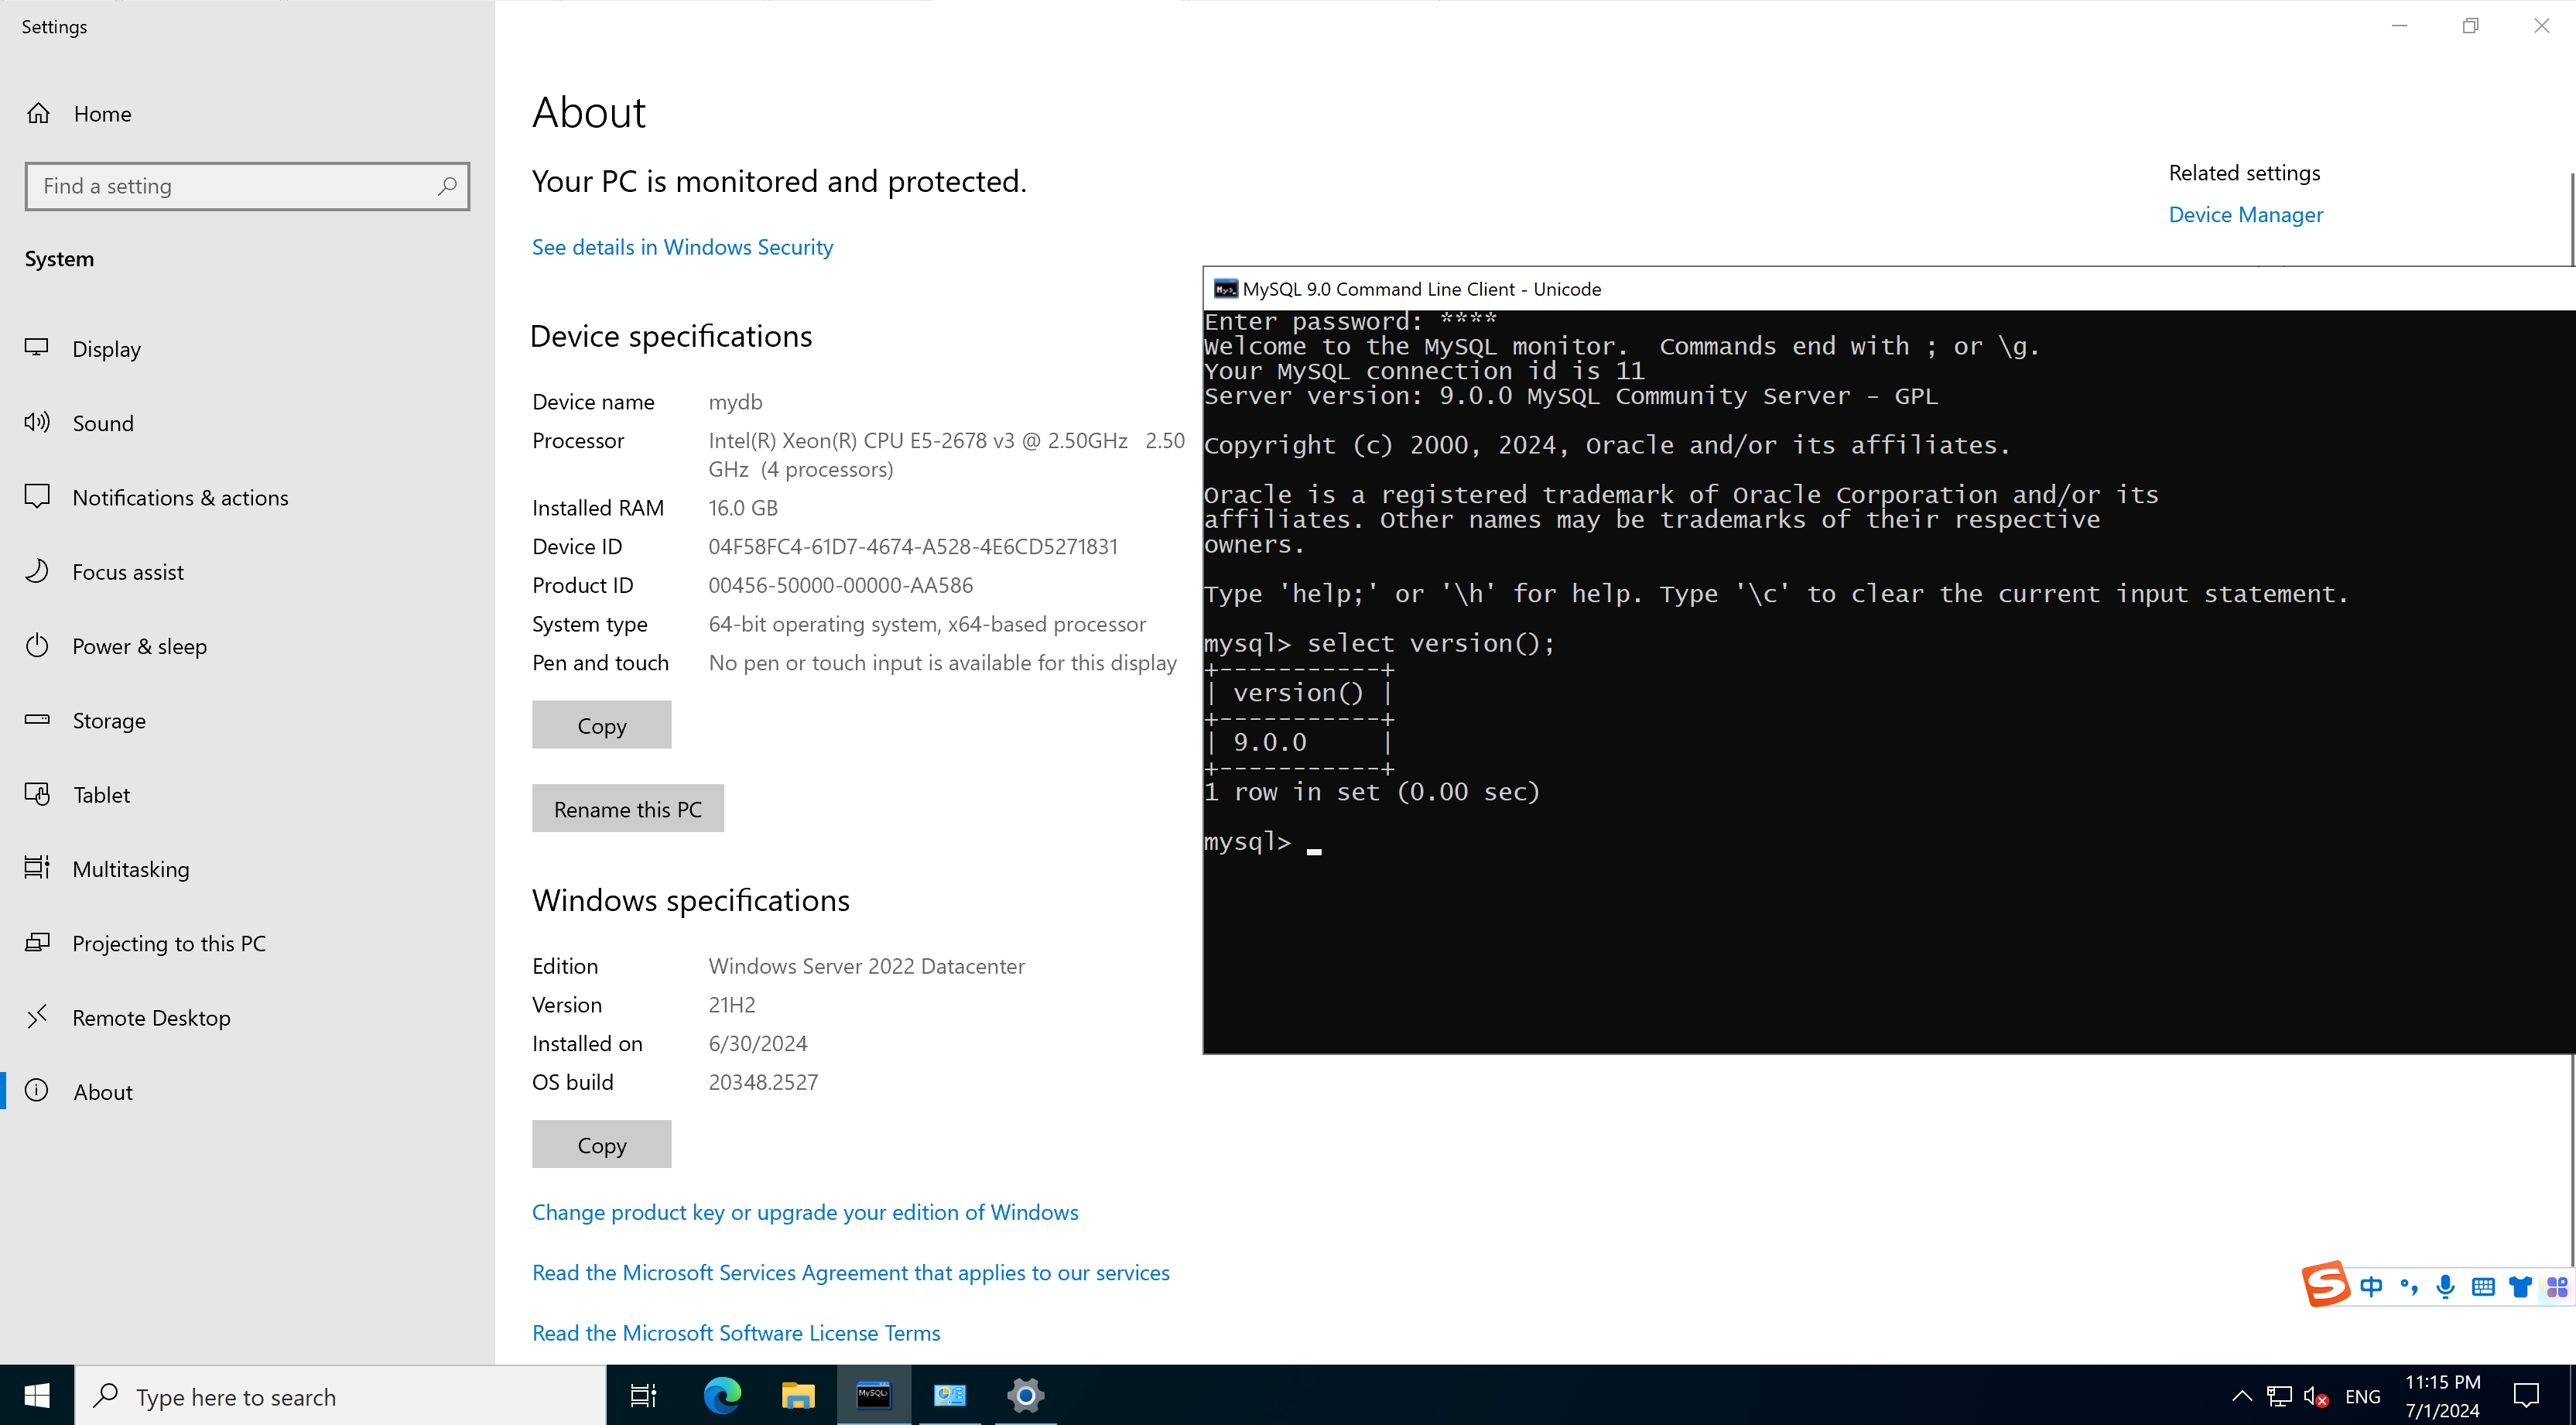 Settings
Home
Find a setting
System
Display
Sound
Notifications & actions
Focus assist
Power & sleep
Storage
Tablet
Multitasking
Projecting to this PC
Remote Desktop
About
About
Your PC is monitored and protected.
See details in Windows Security
Device specifications
Device name mydb
Processor Intel(R) Xeon(R) CPU E5-2678 v3 @ 2.50GHz 2.50
GHz (4 processors)
Installed RAM 16.0 GB
Device ID 04F58FC4-61D7-4674-A528-4E6CD5271831
Product ID 00456-50000-00000-AA586
System type 64-bit operating system, x64-based processor
Pen and touch No pen or touch input is available for this display
Copy
Rename this PC
Windows specifications
Edition Windows Server 2022 Datacenter
Version 21H2
Installed on 6/30/2024
OS build 20348.2527
Copy
Change product key or upgrade your edition of Windows
Read the Microsoft Services Agreement that applies to our services
Read the Microsoft Software License Terms
Related settings
Device Manager
MySQL 9.0 Command Line Client - Unicode
Enter password: ****
Welcome to the MySQL monitor.  Commands end with ; or \g.
Your MySQL connection id is 11
Server version: 9.0.0 MySQL Community Server - GPL
Copyright (c) 2000, 2024, Oracle and/or its affiliates.
Oracle is a registered trademark of Oracle Corporation and/or its
affiliates. Other names may be trademarks of their respective
owners.
Type 'help;' or '\h' for help. Type '\c' to clear the current input statement.
mysql> select version();
+-----------+
| version() |
+-----------+
| 9.0.0     |
+-----------+
1 row in set (0.00 sec)
mysql> _
中
Type here to search
MySQL>
ENG
11:15 PM
7/1/2024